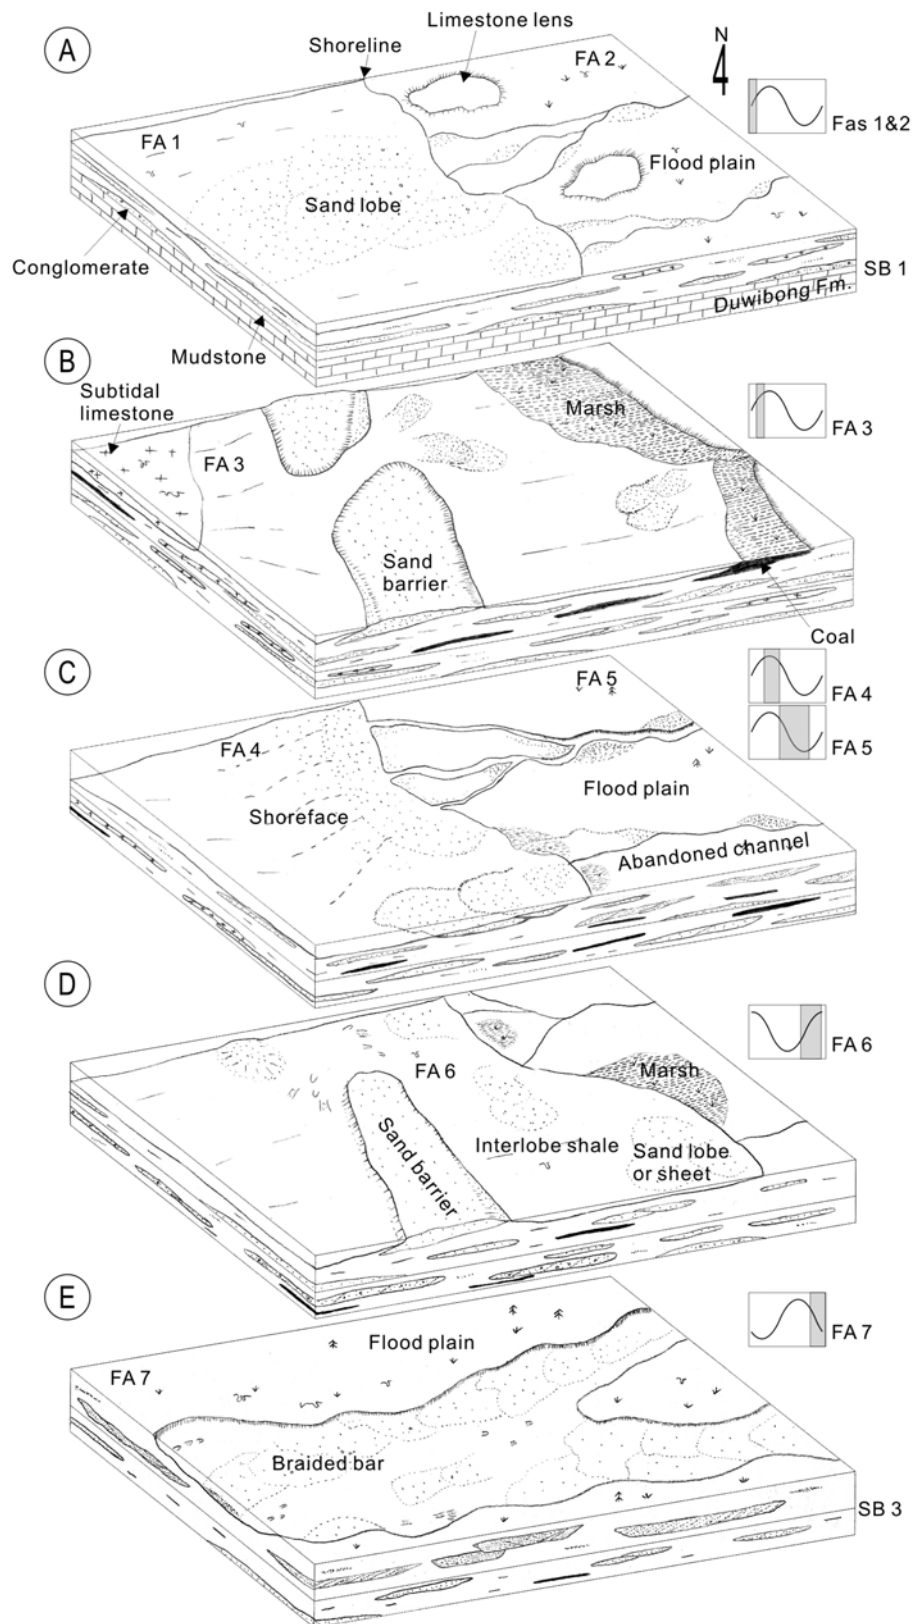 A
Shoreline
Limestone lens
FA 2
N
4
Fas 1&2
FA 1
Flood plain
Sand lobe
Conglomerate
Mudstone
SB 1
Duwibong Fm.
B
Subtidal
limestone
Marsh
FA 3
FA 3
Sand
barrier
Coal
C
FA 5
FA 4
FA 5
FA 4
Flood plain
Shoreface
Abandoned channel
D
FA 6
FA 6
Marsh
Sand barrier
Interlobe shale
Sand lobe
or sheet
E
Flood plain
FA 7
FA 7
Braided bar
SB 3